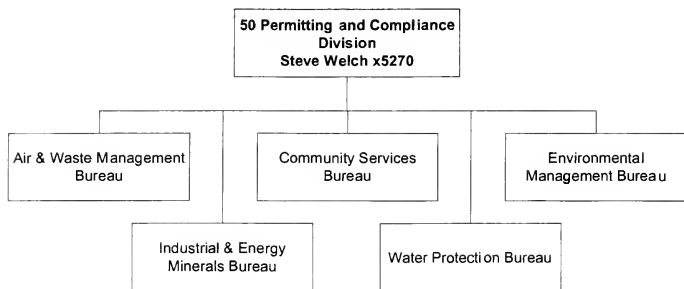 50 Permitting and Compliance
Division
Steve Welch x5270
Air & Waste Management
Bureau
Community Services
Bureau
Environmental
Management Bureau
Industrial & Energy
Minerals Bureau
Water Protection Bureau